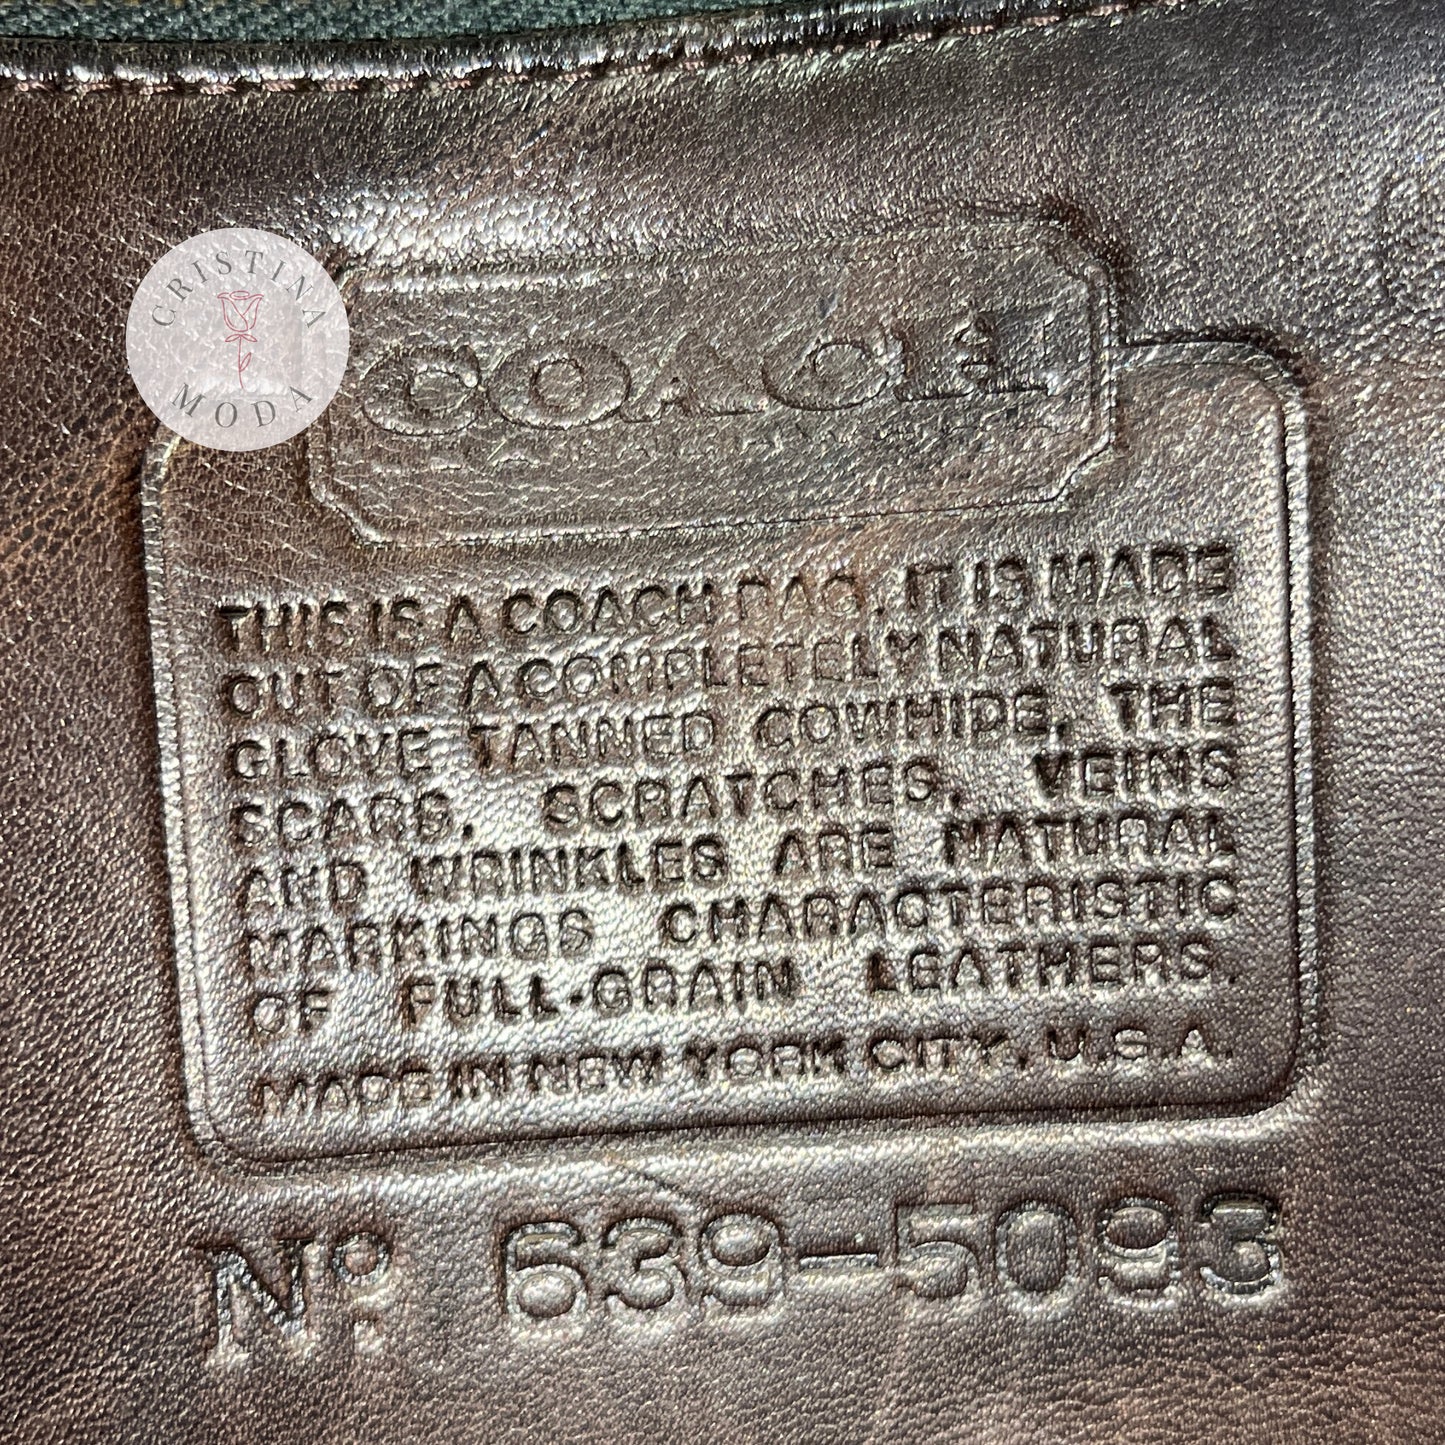 CRISTINA
MODA
COACH
THIS IS A COACH BAG. IT IS MADE
OUT OF A COMPLETELY NATURAL
GLOVE TANNED COWHIDE. THE
SCARS, SCRATCHES, VEINS
AND WRINKLES ARE NATURAL
MARKINGS CHARACTERISTIC
OF FULL-GRAIN LEATHERS.
MADE IN NEW YORK CITY, U.S.A.
Nº 639-5093